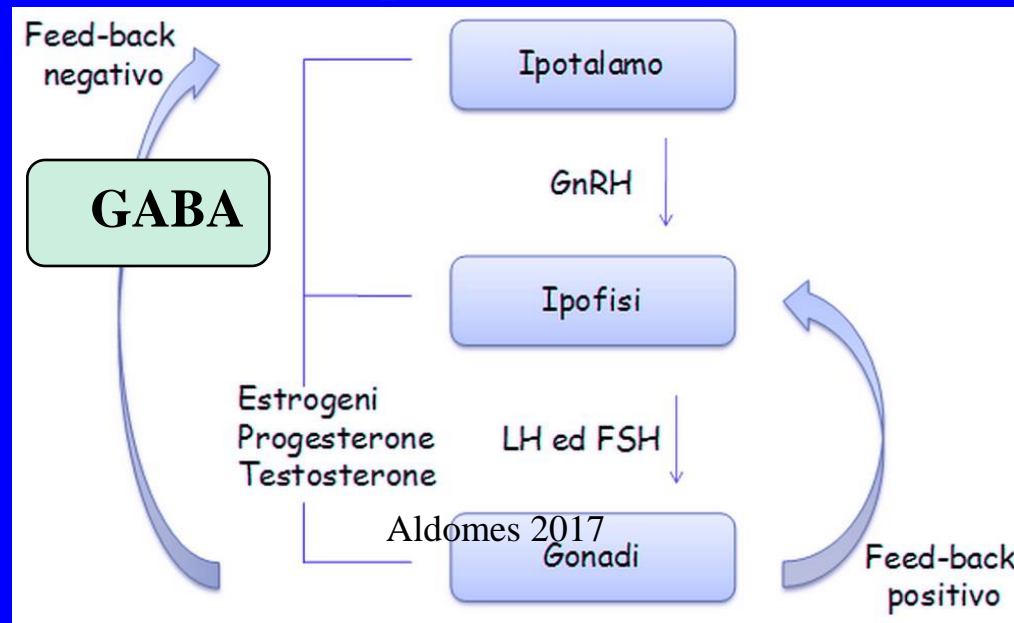 Feed-back
negativo
Ipotalamo
GnRH
GABA
Ipofisi
Estrogeni
Progesterone
Testosterone
LH ed FSH
Aldomes 2017
Gonadi
Feed-back
positivo